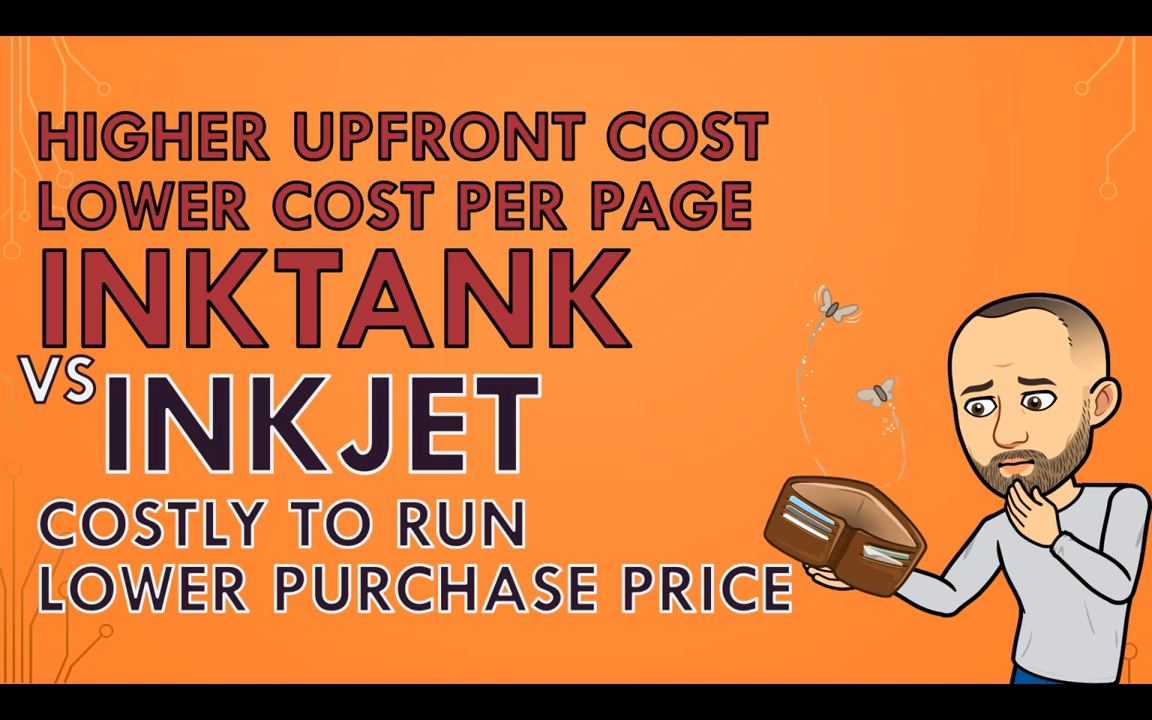 HIGHER UPFRONT COST
LOWER COST PER PAGE
INKTANK
VS
INKJET
COSTLY TO RUN
LOWER PURCHASE PRICE